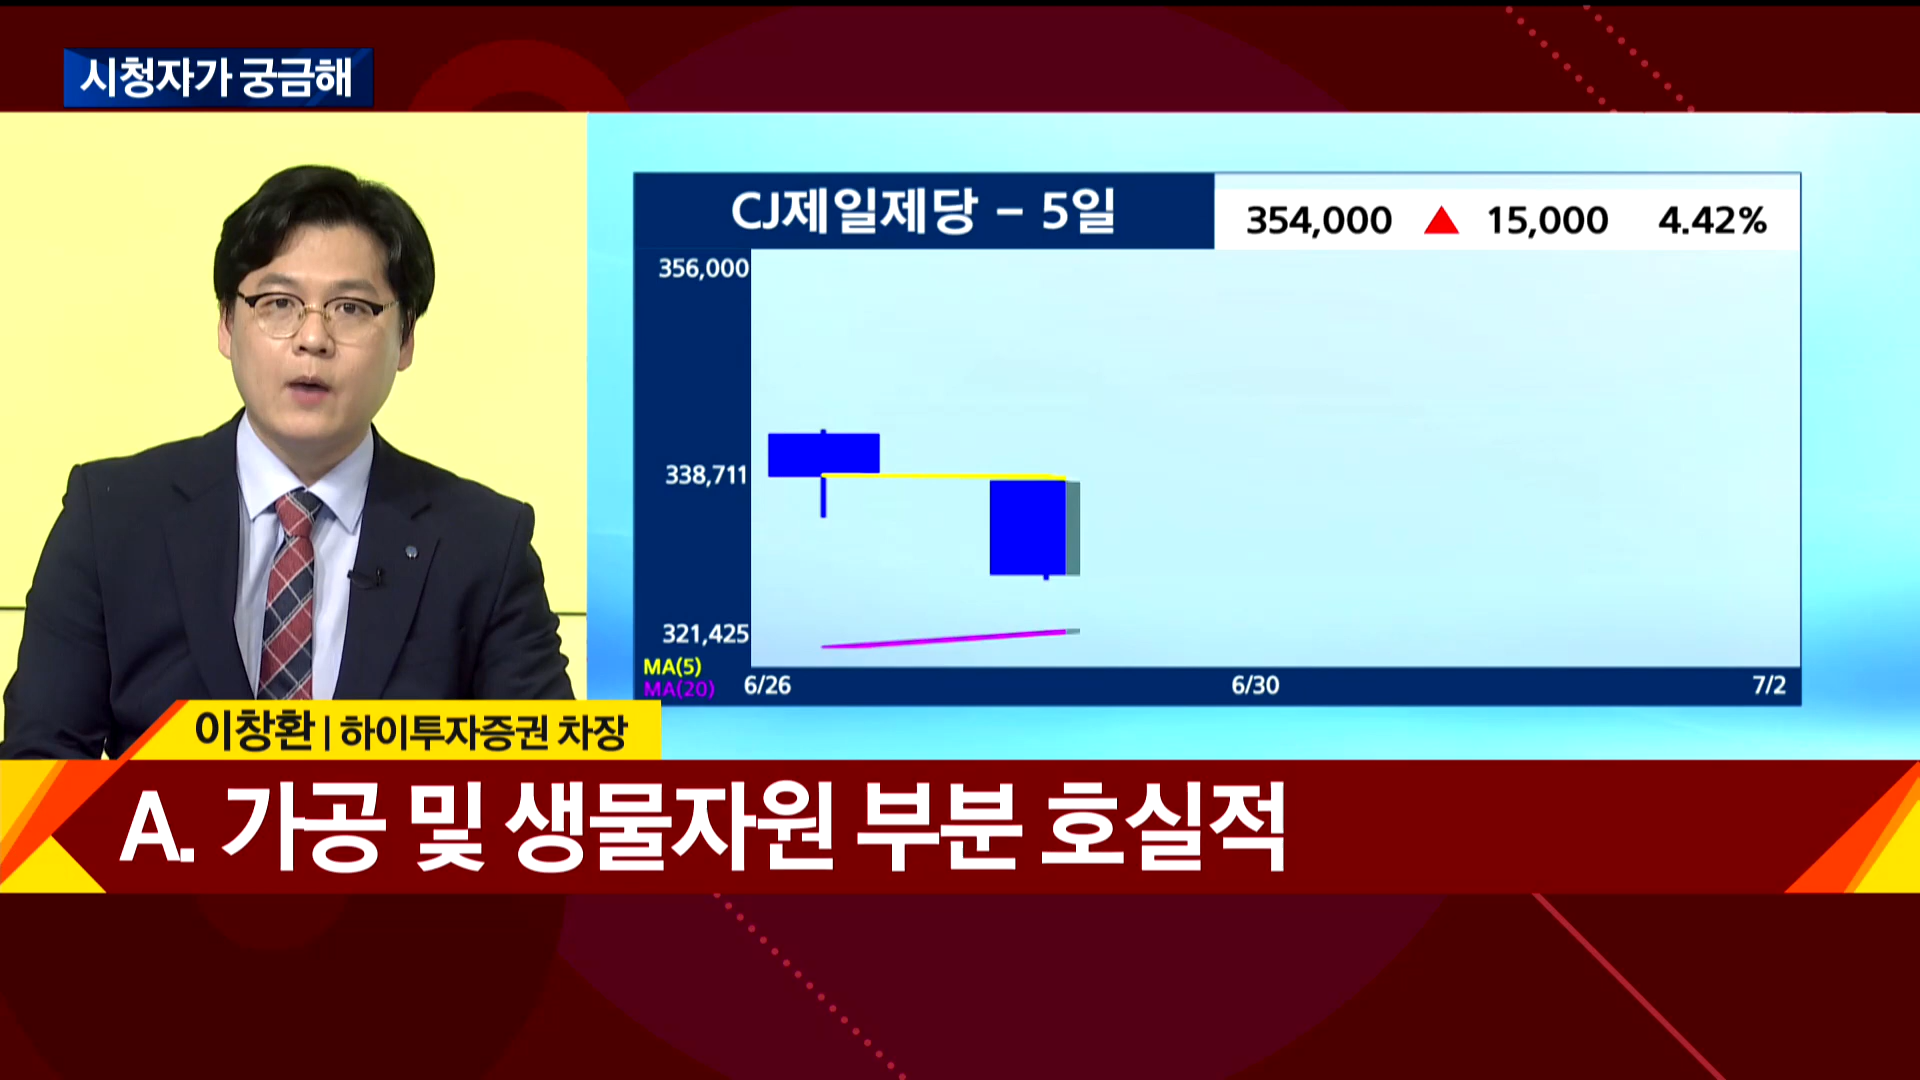 시청자가 궁금해
CJ제일제당 - 5일
354,000 ▲ 15,000 4.42%
356,000
338,711
321,425
MA(5)
MA(20)
6/26 6/30 7/2
이창환 | 하이투자증권 차장
A. 가공 및 생물자원 부분 호실적